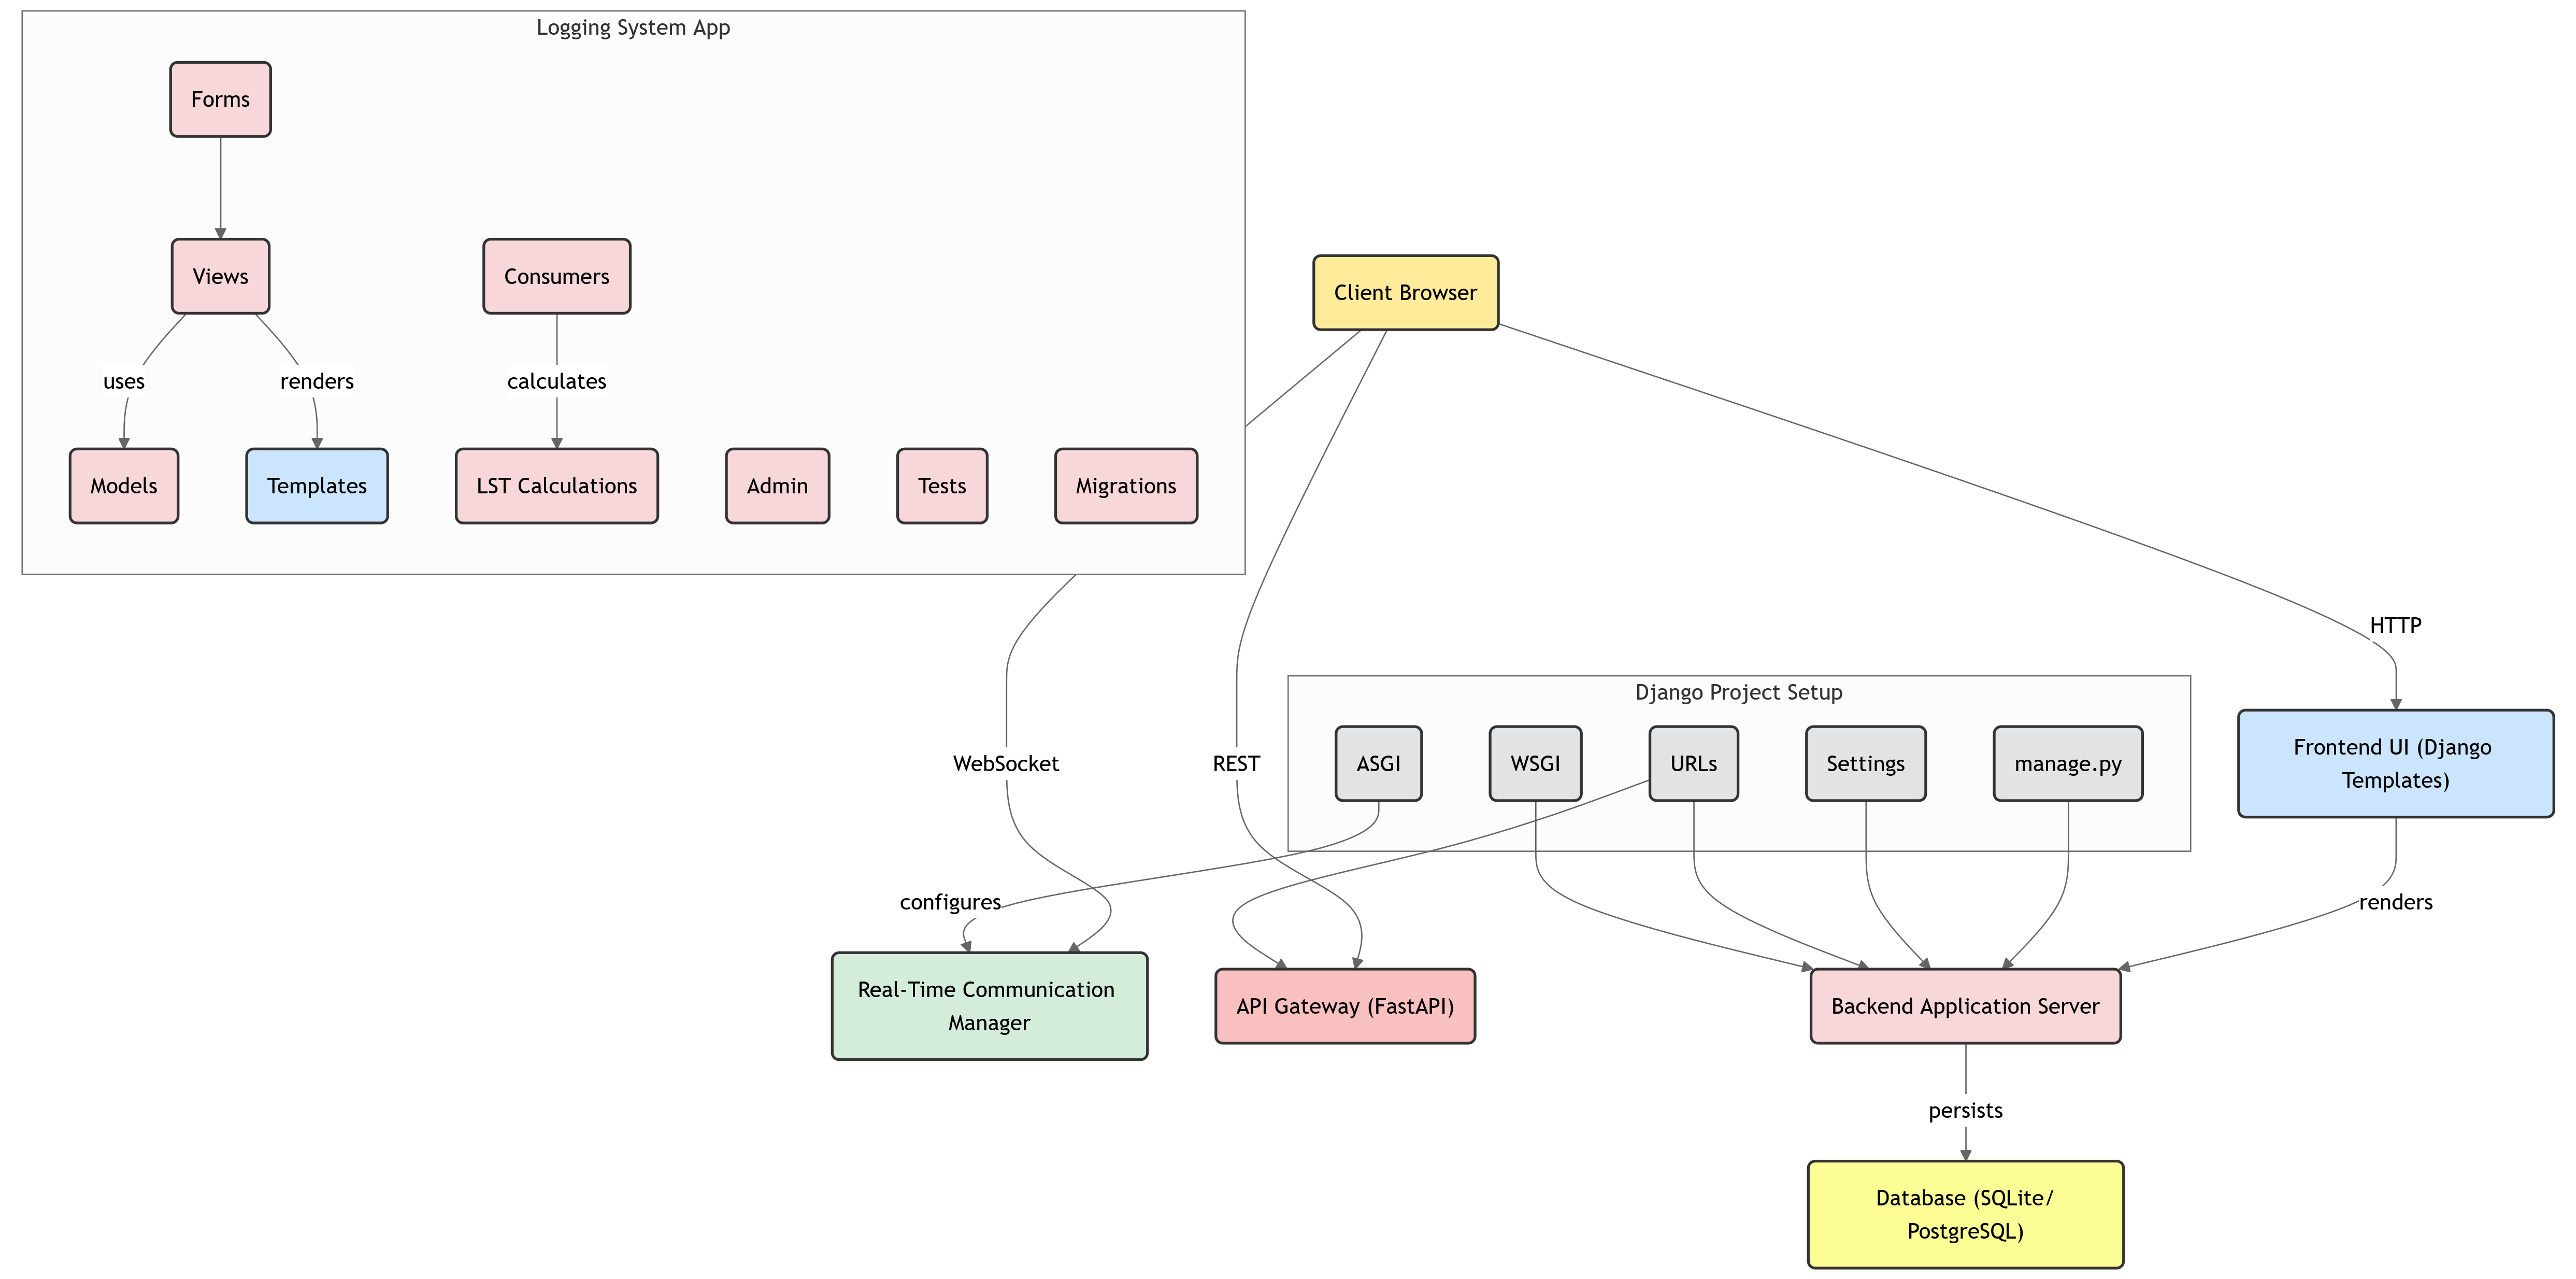 Logging System App
Forms
Views
Consumers
Client Browser
uses
renders
calculates
Models
Templates
LST Calculations
Admin
Tests
Migrations
HTTP
Django Project Setup
WebSocket
REST
ASGI
WSGI
URLs
Settings
manage.py
Frontend UI (Django
Templates)
configures
renders
Real-Time Communication
Manager
API Gateway (FastAPI)
Backend Application Server
persists
Database (SQLite/
PostgreSQL)